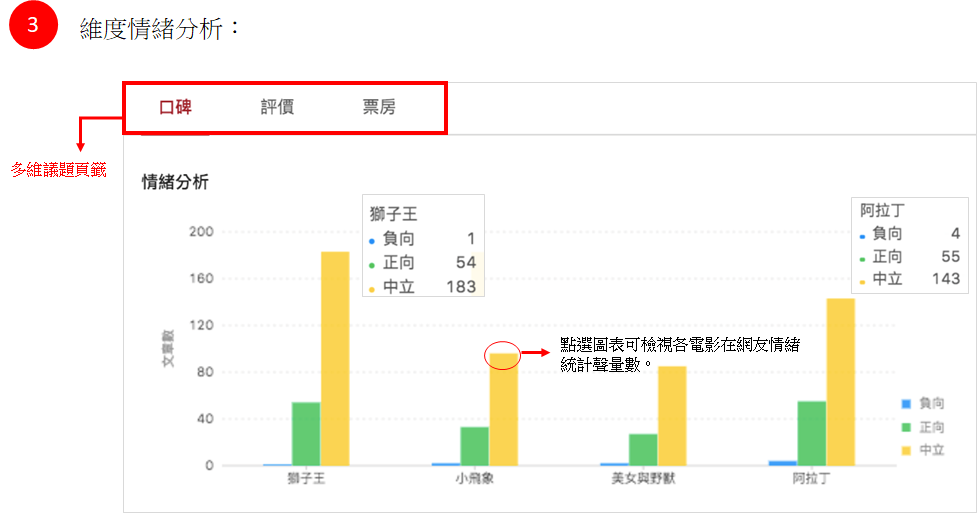 3
維度情緒分析：
口碑 評價 票房
多維議題頁籤
情緒分析
獅子王
負向 1
正向 54
中立 183
阿拉丁
負向 4
正向 55
中立 143
200
160
120
80
40
0
文章數
點選圖表可檢視各電影在網友情緒
統計聲量數。
負向
正向
中立
獅子王 小飛象 美女與野獸 阿拉丁